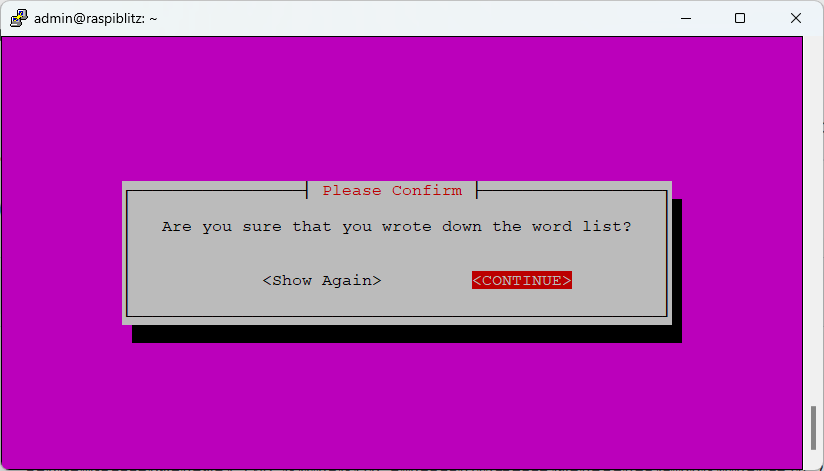 admin@raspiblitz: ~
Please Confirm
Are you sure that you wrote down the word list?
<Show Again> <CONTINUE>